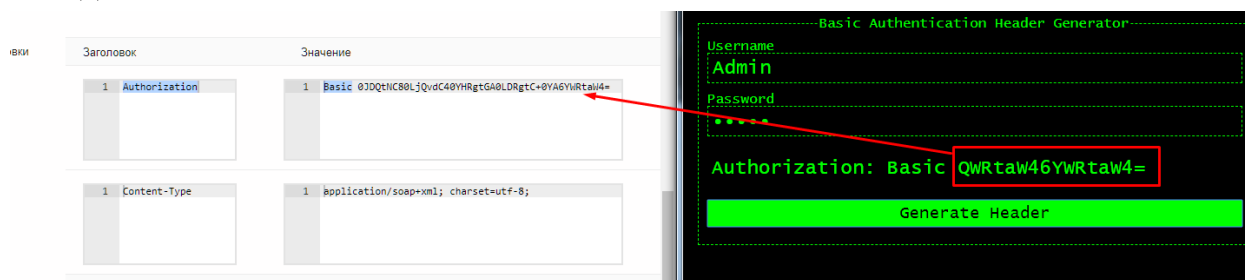 овки
Заголовок
Значение
1 Authorization
1 Basic 0JDQtNC80LjQvdC40YHRgtGA0LDRgtC+0YA6YWRtaW4=
1 Content-Type
1 application/soap+xml; charset=utf-8;
Basic Authentication Header Generator
Username
Admin
Password
•••••
Authorization: Basic QWRtaW46YWRtaW4=
Generate Header